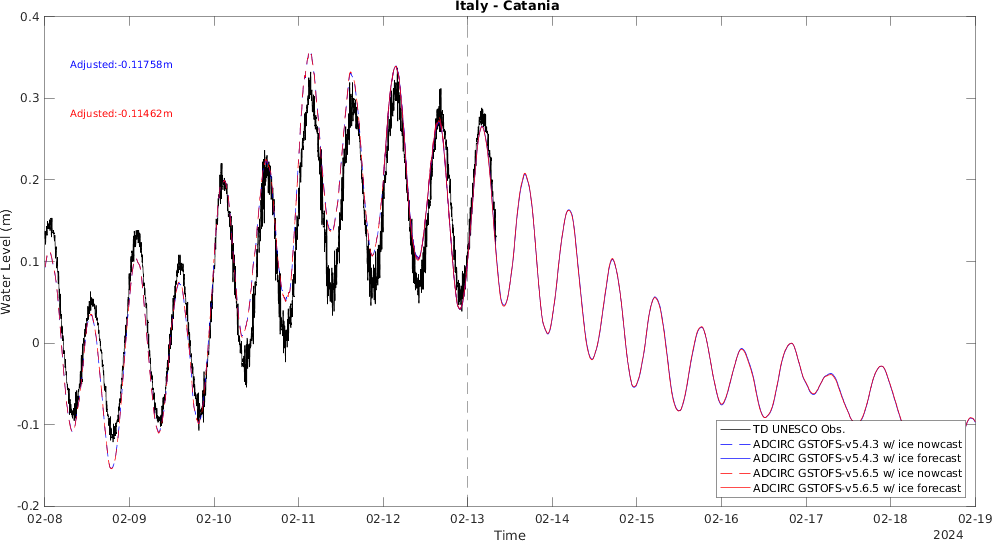 Italy - Catania
0.4
0.3
0.2
0.1
0
-0.1
-0.2
Water Level (m)
Adjusted:-0.11758m
Adjusted:-0.11462m
TD UNESCO Obs.
ADCIRC GSTOFS-v5.4.3 w/ ice nowcast
ADCIRC GSTOFS-v5.4.3 w/ ice forecast
ADCIRC GSTOFS-v5.6.5 w/ ice nowcast
ADCIRC GSTOFS-v5.6.5 w/ ice forecast
02-08 02-09 02-10 02-11 02-12 02-13 02-14 02-15 02-16 02-17 02-18 02-19
Time
2024